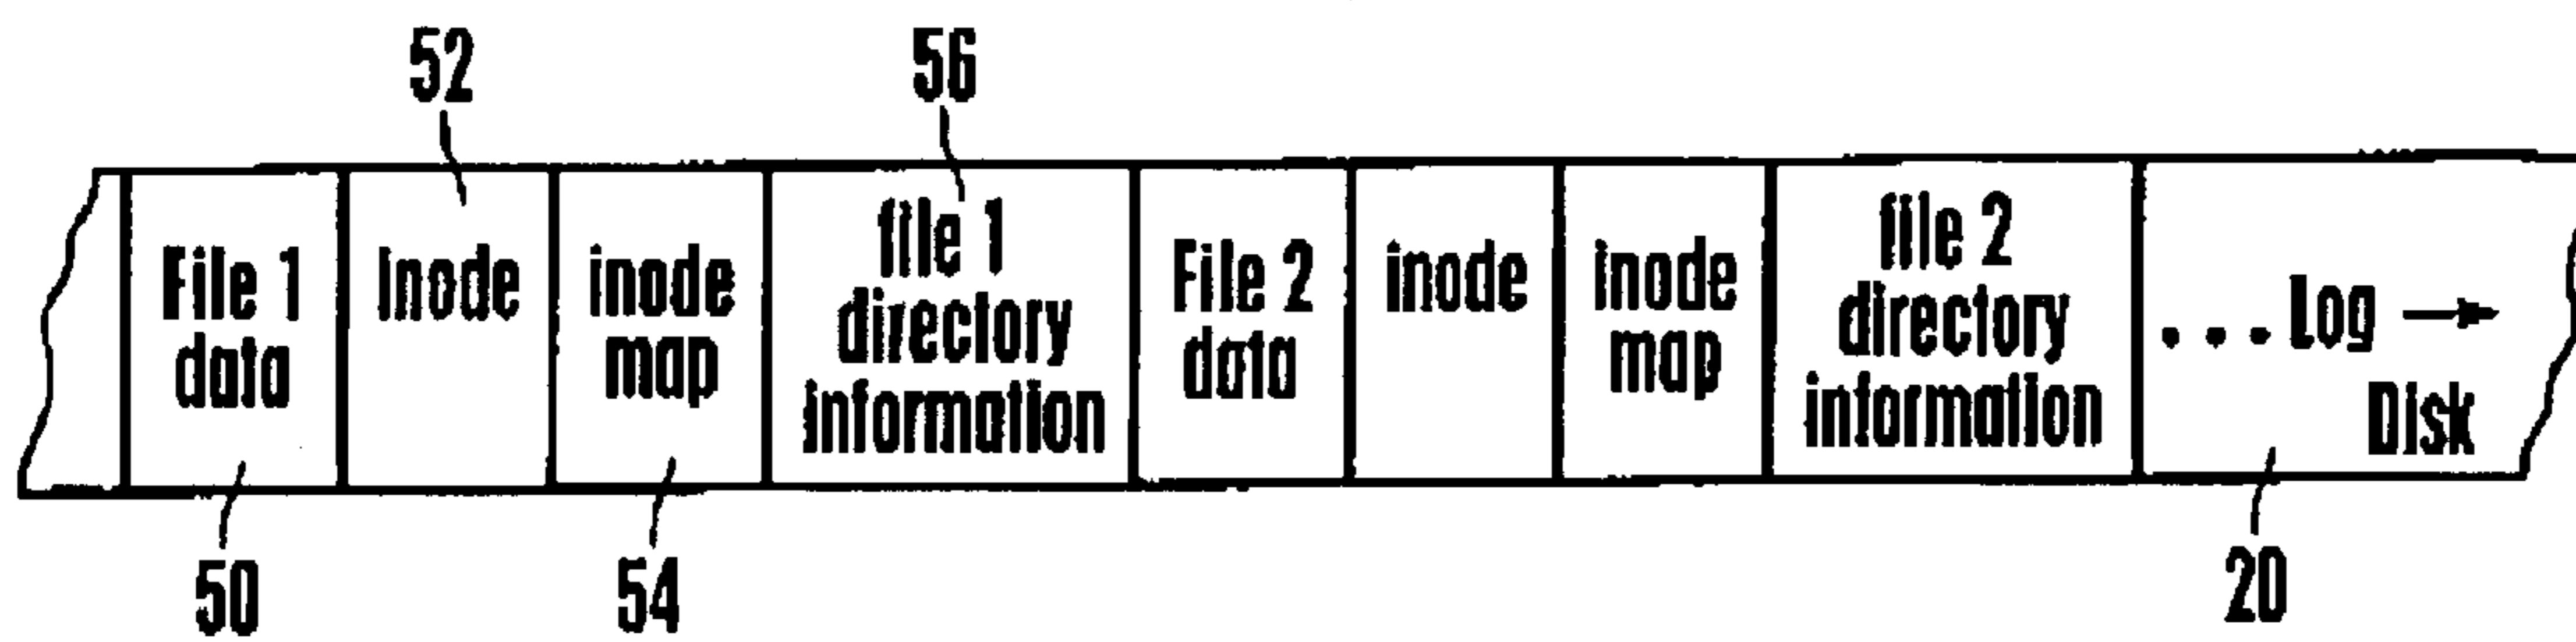 52
56
File 1
data
Inode
inode
map
file 1
directory
information
File 2
data
inode
inode
map
file 2
directory
information
... Log
Disk
50
54
20